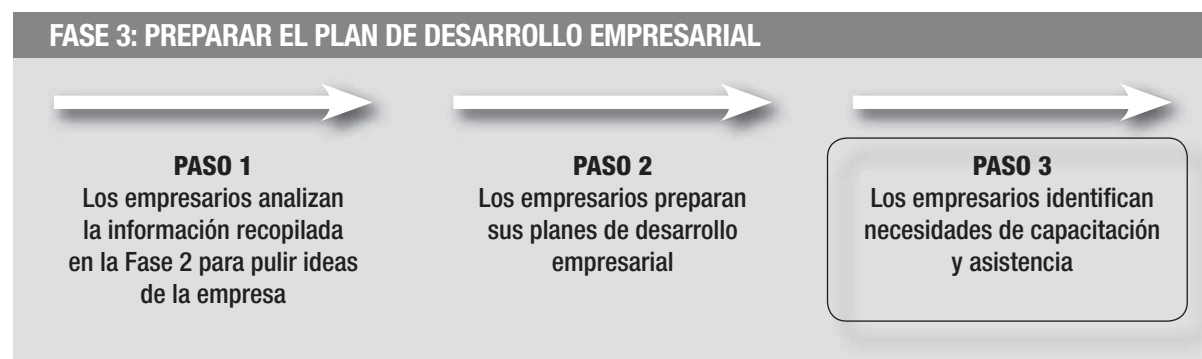 FASE 3: PREPARAR EL PLAN DE DESARROLLO EMPRESARIAL
PASO 1
Los empresarios analizan
la información recopilada
en la Fase 2 para pulir ideas
de la empresa
PASO 2
Los empresarios preparan
sus planes de desarrollo
empresarial
PASO 3
Los empresarios identifican
necesidades de capacitación
y asistencia